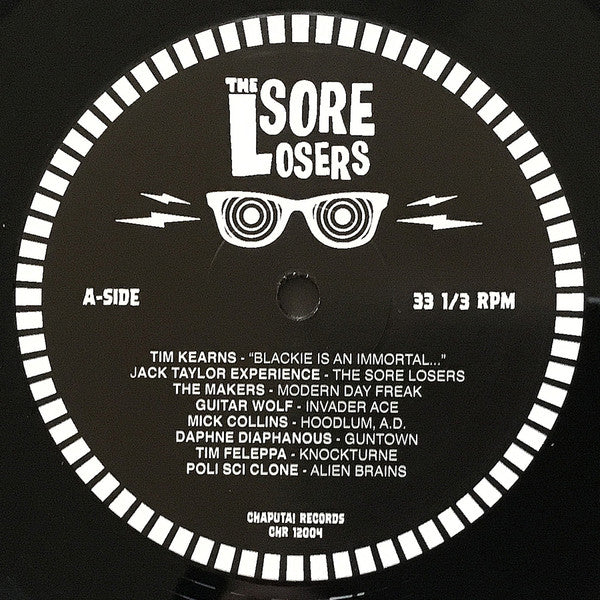 THE SORE
LOSERS
A-SIDE
33 1/3 RPM
TIM KEARNS - "BLACKIE IS AN IMMORTAL..."
JACK TAYLOR EXPERIENCE - THE SORE LOSERS
THE MAKERS - MODERN DAY FREAK
GUITAR WOLF - INVADER ACE
MICK COLLINS - HOODLUM, A.D.
DAPHNE DIAPHANOUS - GUNTOWN
TIM FELEPPA - KNOCKTURNE
POLI SCI CLONE - ALIEN BRAINS
CHAPUTAI RECORDS
CHR 12004